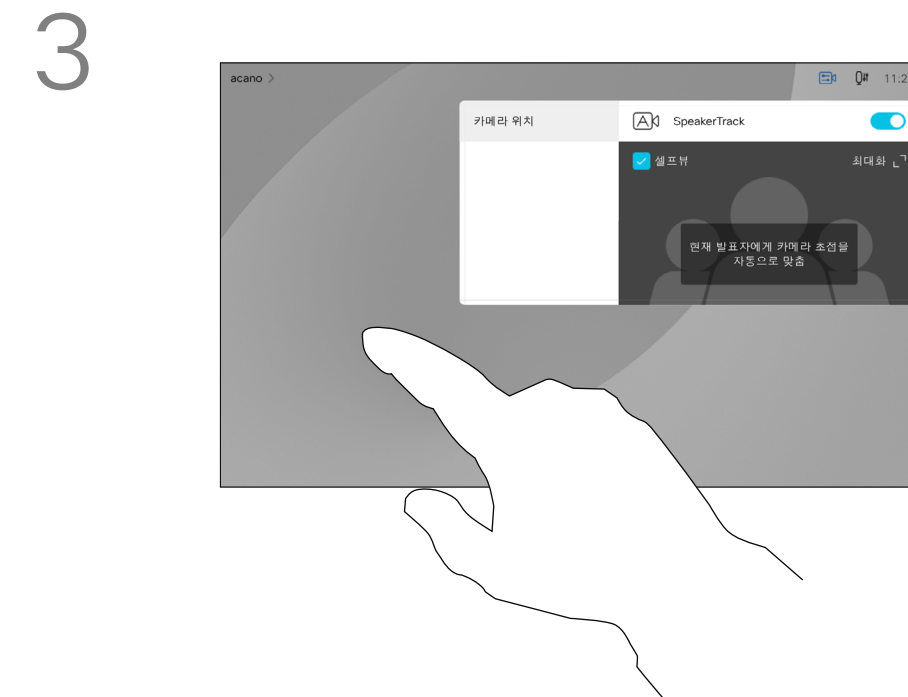 3
acano >
11:2
카메라 위치
SpeakerTrack
셀프뷰
최대화
현재 발표자에게 카메라 초점을
자동으로 맞춤